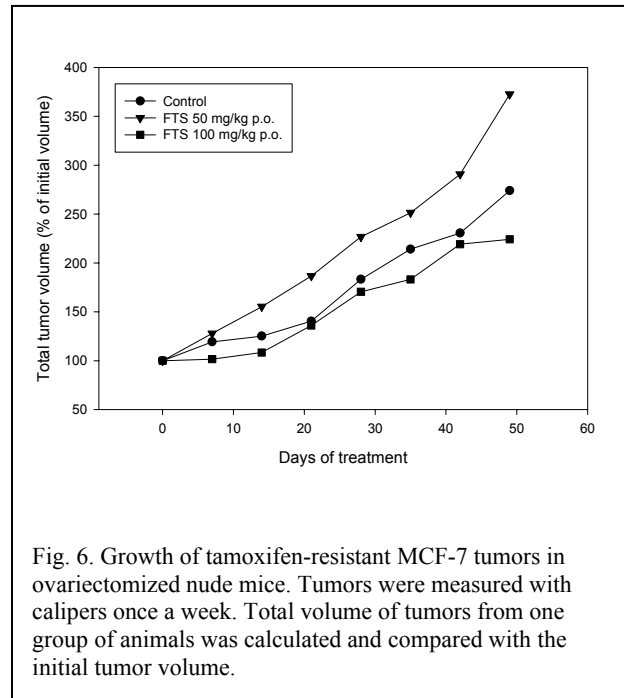 400
350
300
250
200
150
100
50
Total tumor volume (% of initial volume)
Control
FTS 50 mg/kg p.o.
FTS 100 mg/kg p.o.
0 10 20 30 40 50 60
Days of treatment
Fig. 6. Growth of tamoxifen-resistant MCF-7 tumors in
ovariectomized nude mice. Tumors were measured with
calipers once a week. Total volume of tumors from one
group of animals was calculated and compared with the
initial tumor volume.